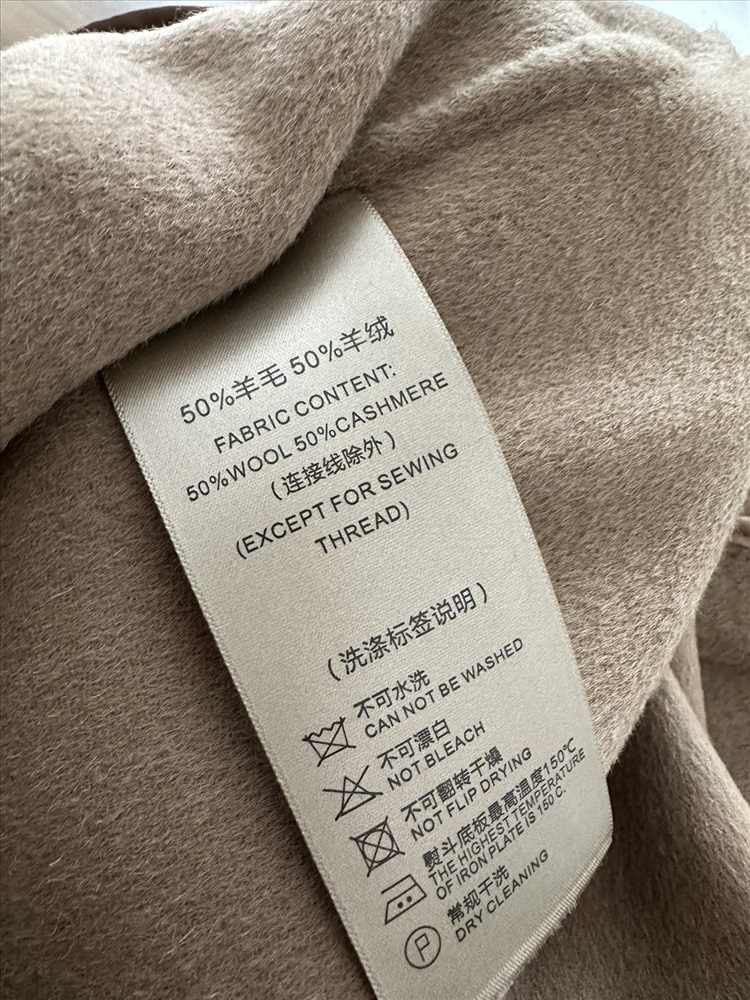 50%羊毛 50%羊绒
FABRIC CONTENT:
50%WOOL 50%CASHMERE
(连接线除外)
(EXCEPT FOR SEWING
THREAD)
(洗涤标签说明)
不可水洗
CAN NOT BE WASHED
不可漂白
NOT BLEACH
不可翻转干燥
NOT FLIP DRYING
熨斗底板最高温度150℃
THE HIGHEST TEMPERATURE
OF IRON PLATE IS 150℃.
常规干洗
DRY CLEANING
P